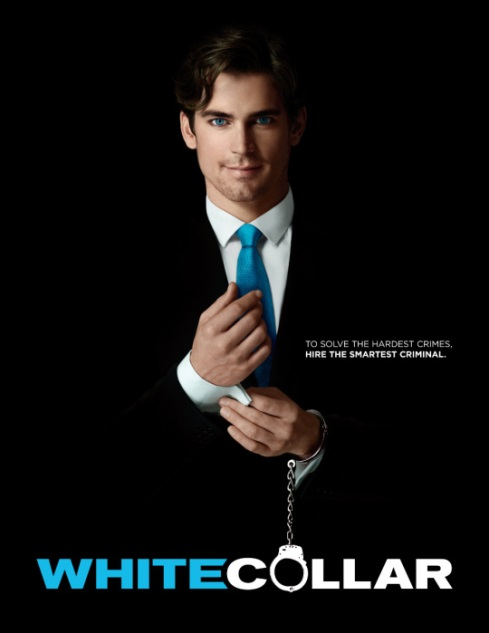 TO SOLVE THE HARDEST CRIMES,
HIRE THE SMARTEST CRIMINAL.
WHITECOLLAR